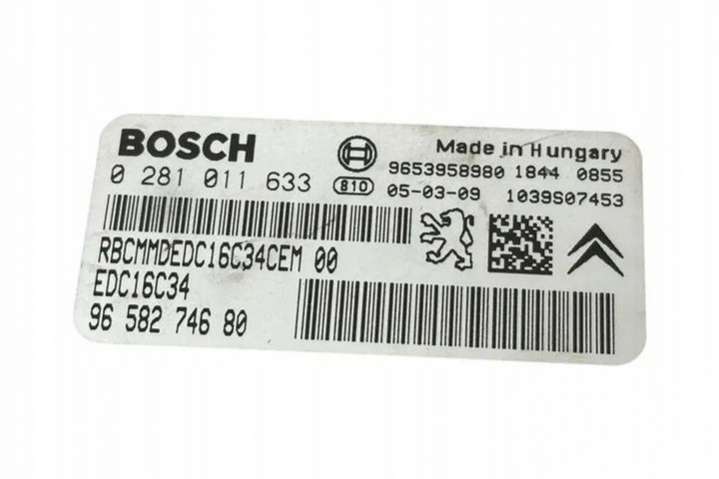 BOSCH
0 281 011 633
810
Made in Hungary
9653958980 1844 0855
05-03-09 1039S07453
RBCMMDEDC16C34CEM 00
EDC16C34
96 582 746 80